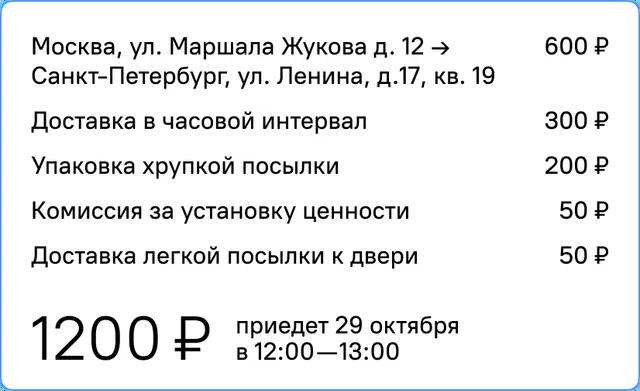 Москва, ул. Маршала Жукова д. 12 → 600 ₽
Санкт-Петербург, ул. Ленина, д.17, кв. 19
Доставка в часовой интервал 300 ₽
Упаковка хрупкой посылки 200 ₽
Комиссия за установку ценности 50 ₽
Доставка легкой посылки к двери 50 ₽
1200 ₽ приедет 29 октября
в 12:00—13:00